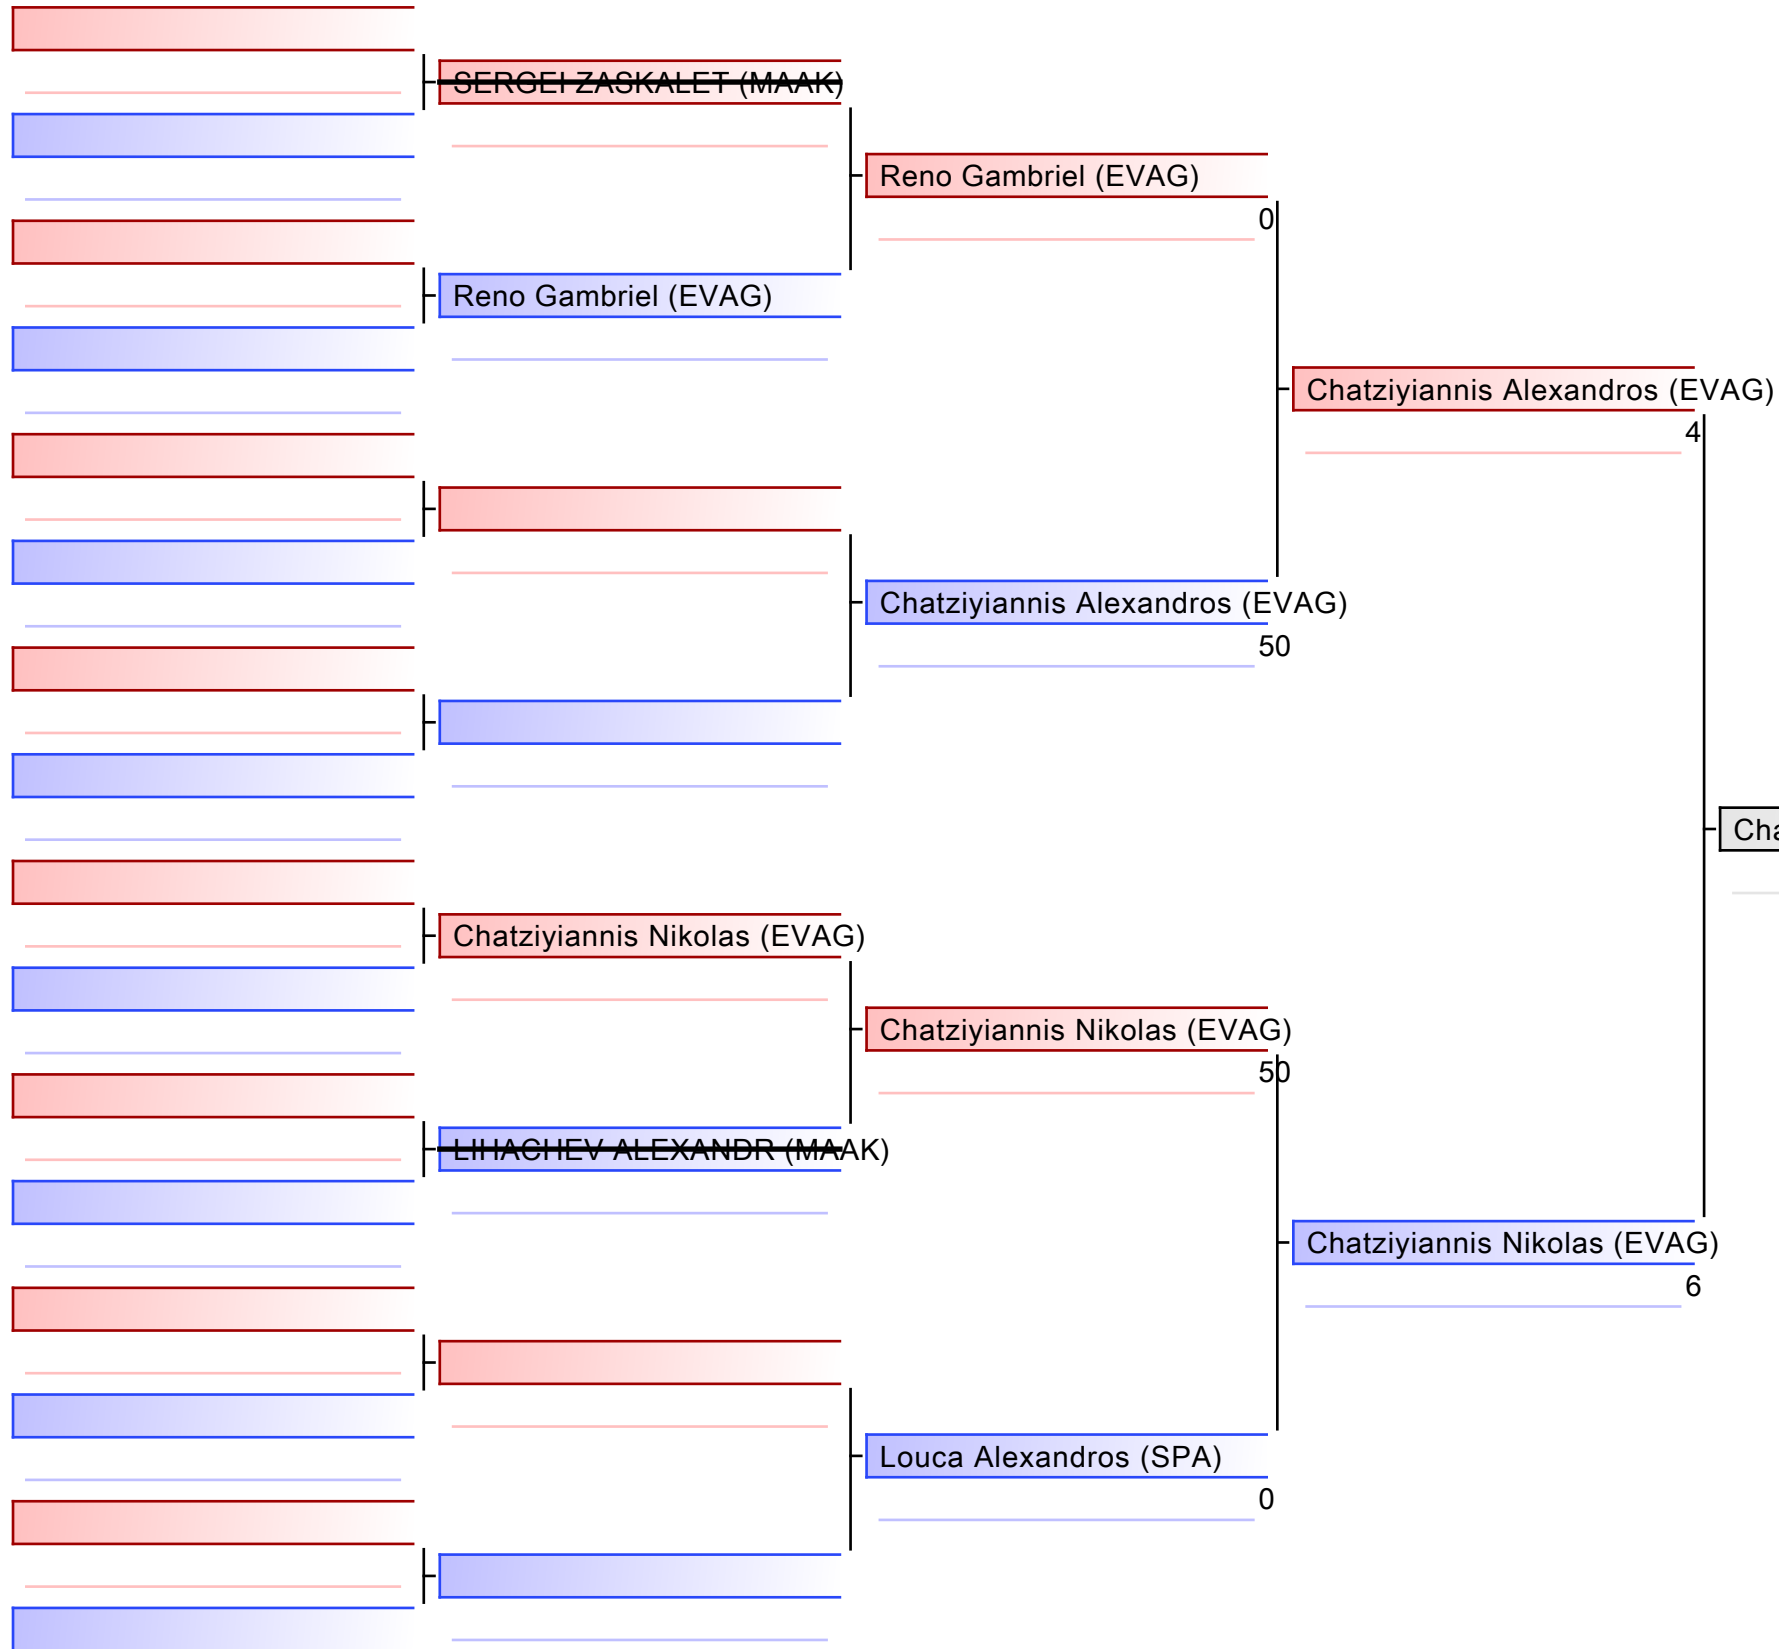 SERGEI ZASKALET (MAAK)
Reno Gambriel (EVAG)
0
Reno Gambriel (EVAG)
Chatziyiannis Alexandros (EVAG)
4
Chatziyiannis Alexandros (EVAG)
50
Cha
Chatziyiannis Nikolas (EVAG)
Chatziyiannis Nikolas (EVAG)
50
LIHACHEV ALEXANDR (MAAK)
Chatziyiannis Nikolas (EVAG)
6
Louca Alexandros (SPA)
0